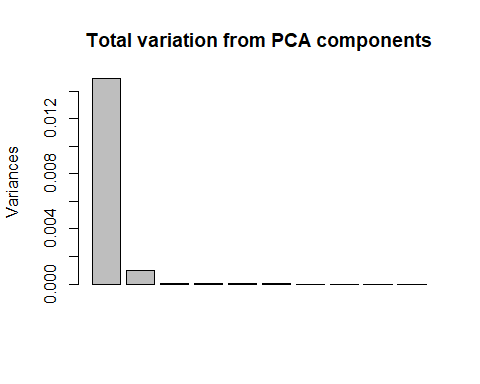 Total variation from PCA components
Variances
0.012
0.008
0.004
0.000